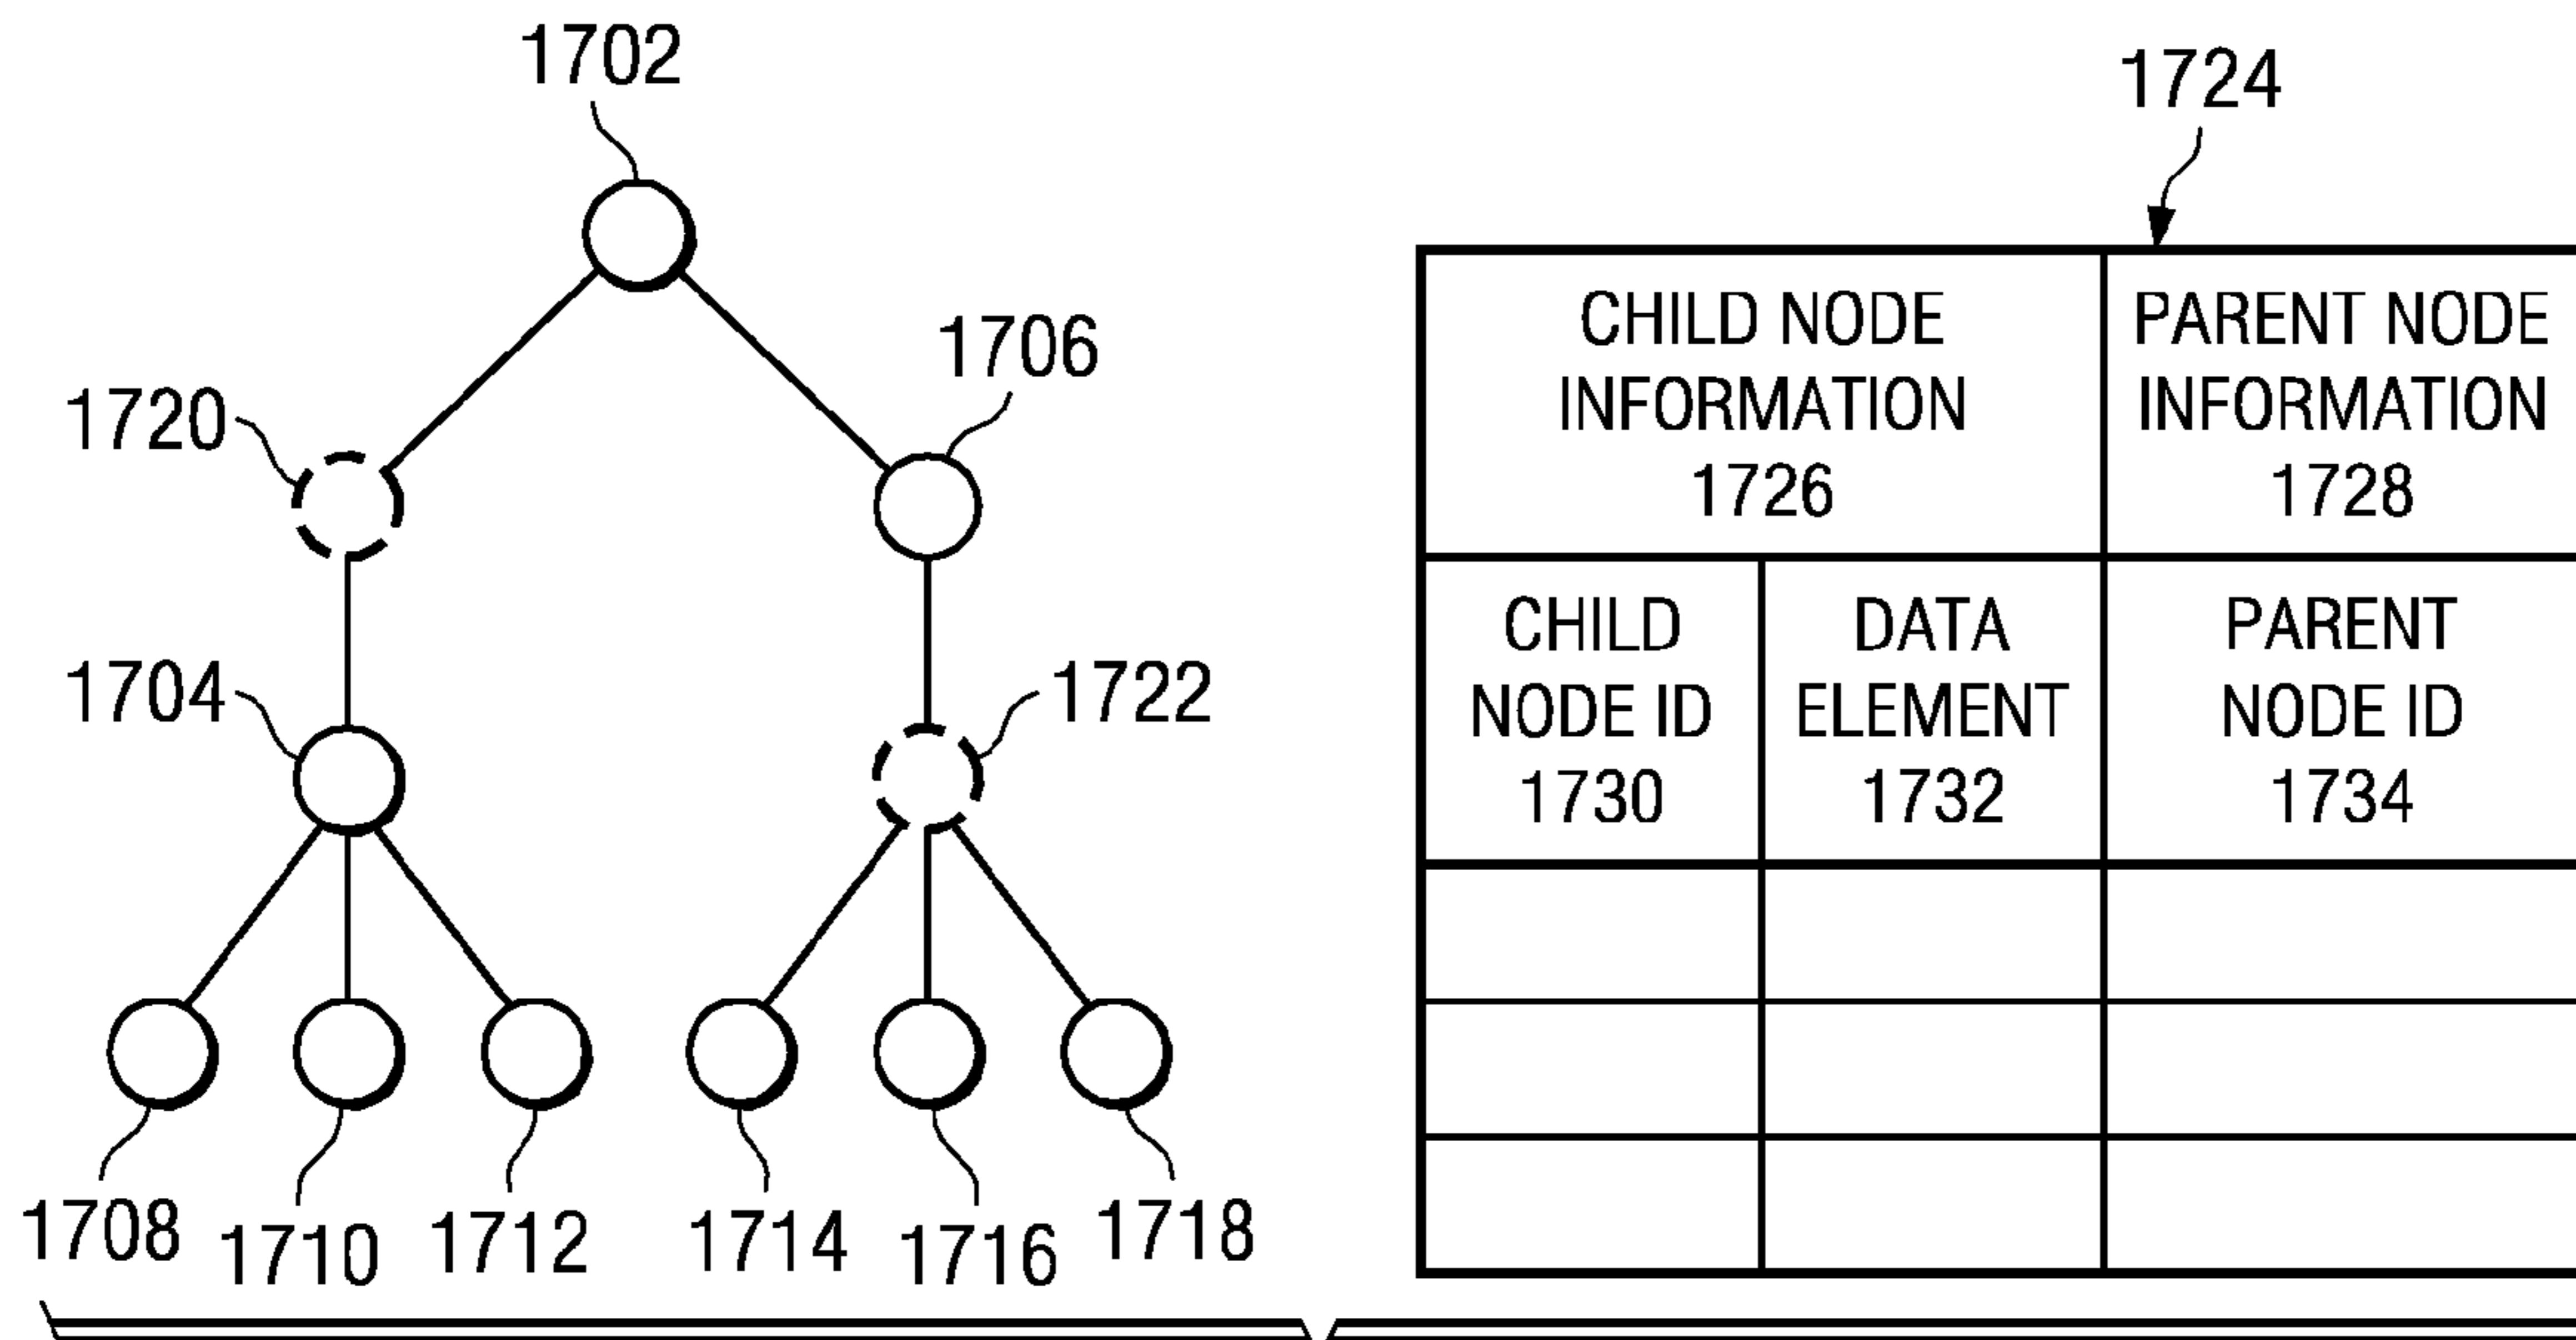 1702
1706
1720
1704
1722
1708
1710
1712
1714
1716
1718
1724
CHILD NODE
INFORMATION
1726
PARENT NODE
INFORMATION
1728
CHILD
NODE ID
1730
DATA
ELEMENT
1732
PARENT
NODE ID
1734